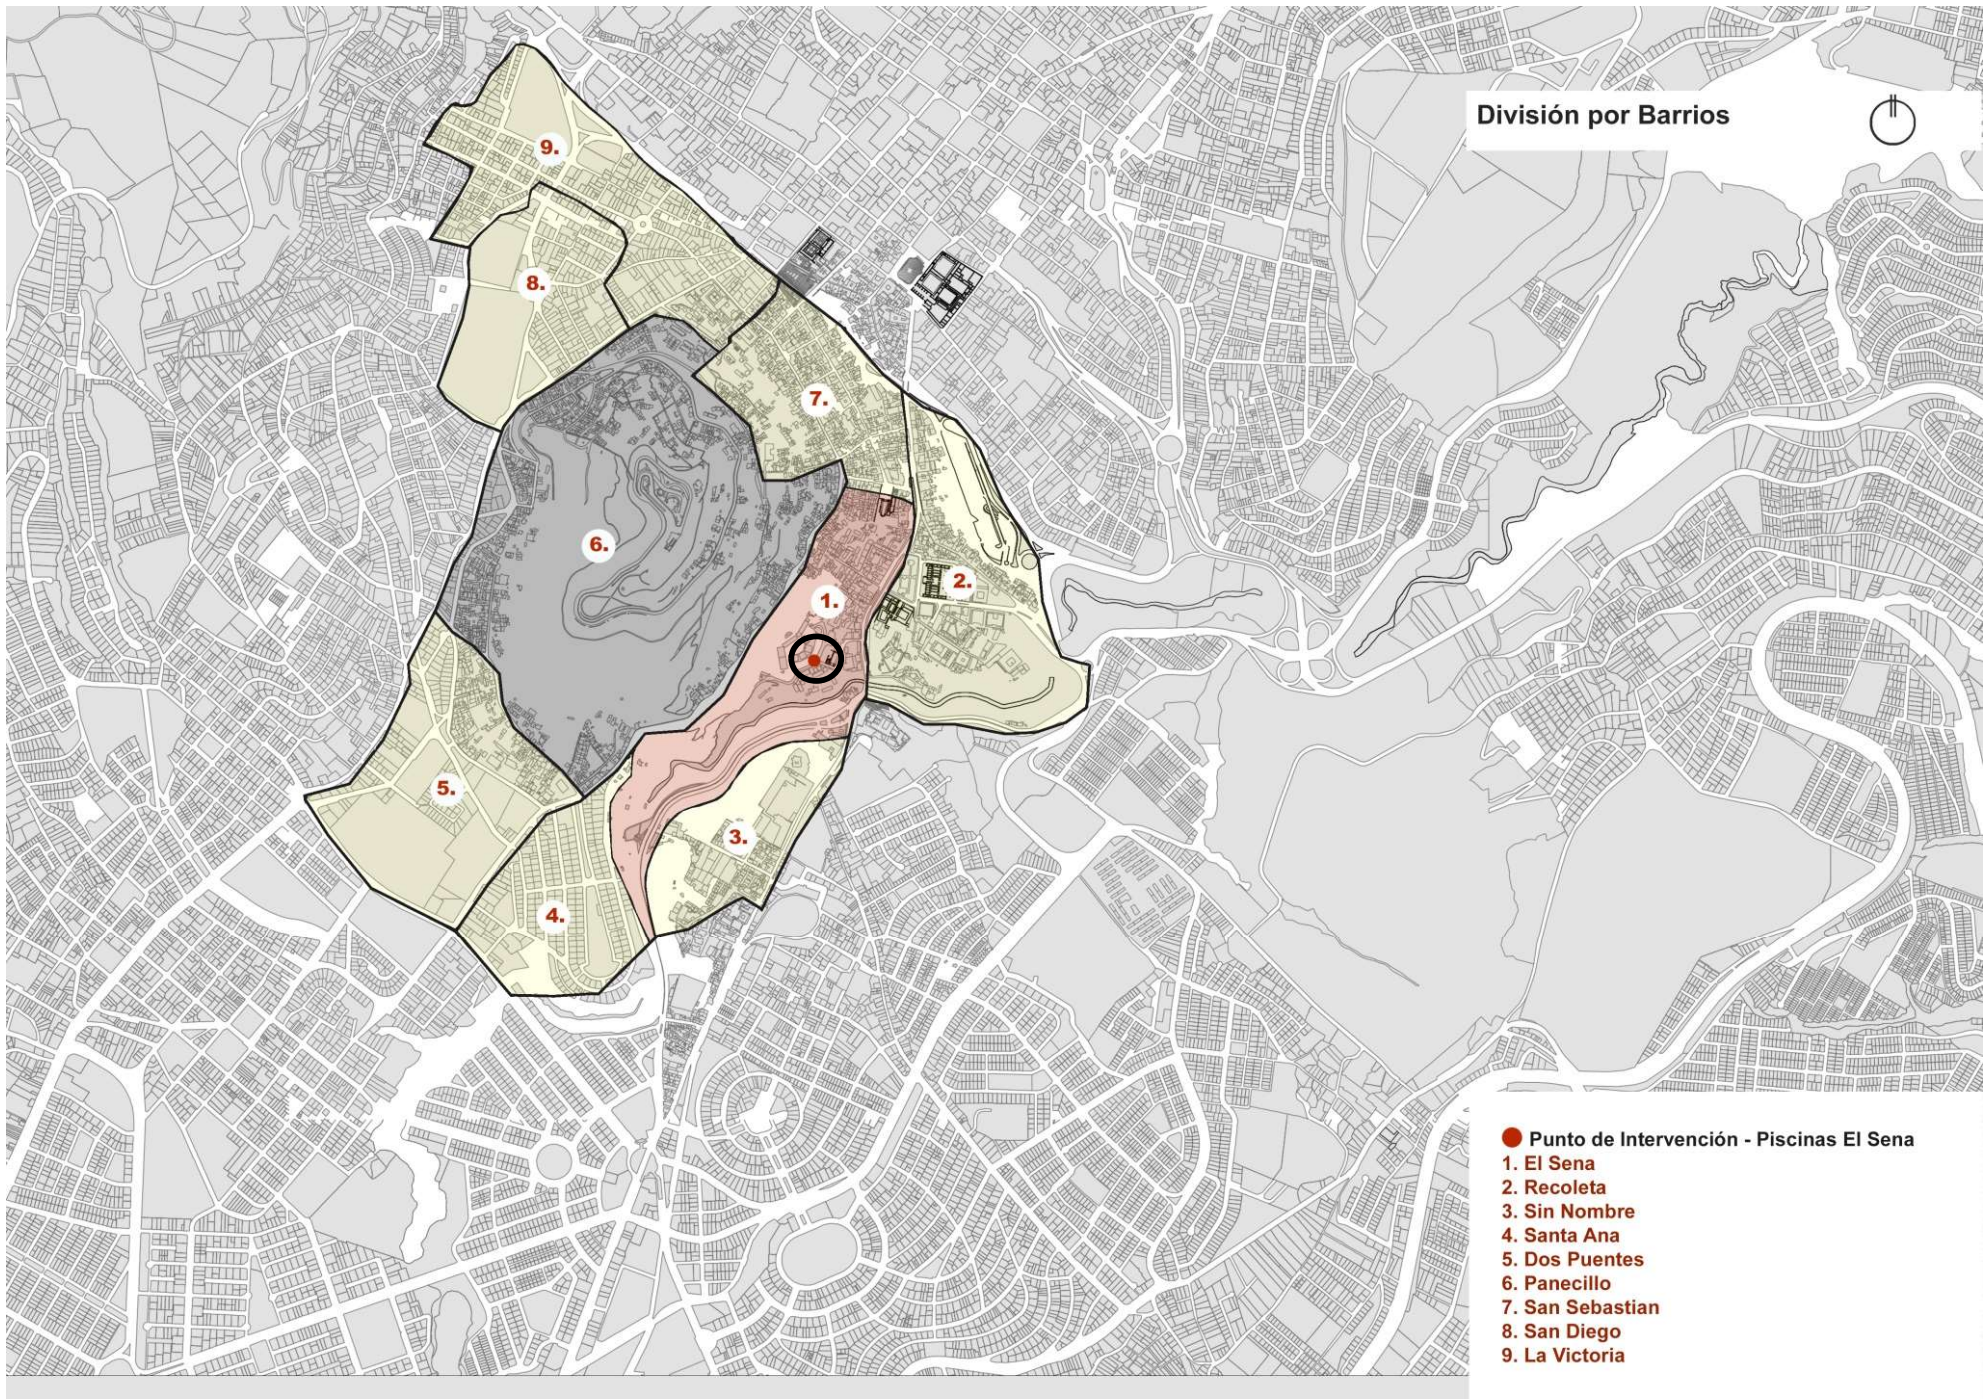 División por Barrios
9.
8.
7.
6.
2.
1.
5.
3.
4.
Punto de Intervención - Piscinas El Sena
1. El Sena
2. Recoleta
3. Sin Nombre
4. Santa Ana
5. Dos Puentes
6. Panecillo
7. San Sebastian
8. San Diego
9. La Victoria